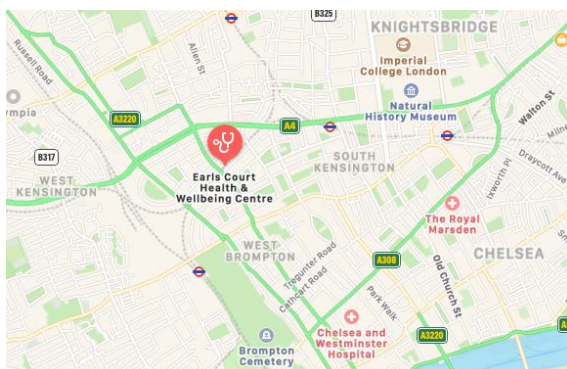 B325
KNIGHTSBRIDGE
Russell Road
Allen St
Imperial
College London
Natural
History Museum
Walton St
ympia
A3220
A4
B317
WEST
KENSINGTON
Earls Court
Health &
Wellbeing Centre
SOUTH
KENSINGTON
Milne
Draycott Ave
Ixworth Pl
The Royal
Marsden
WEST
BROMPTON
Tregunter Road
Cathcart Road
A308
Old Church St
CHELSEA
Park Walk
Chelsea and
Westminster
Hospital
Brompton
Cemetery
A3220